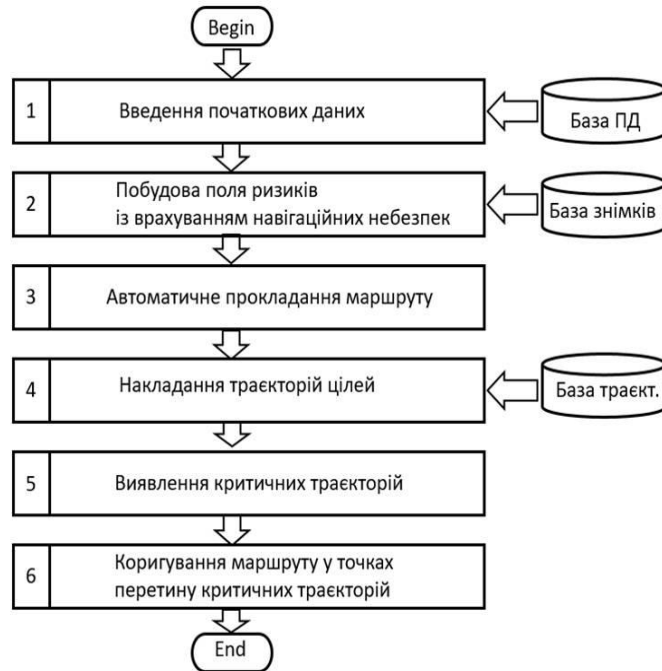 Begin
1
Введення початкових даних
База ПД
2
Побудова поля ризиків
із врахуванням навігаційних небезпек
База знімків
3
Автоматичне прокладання маршруту
4
Накладання траєкторій цілей
База траєкт.
5
Виявлення критичних траєкторій
6
Коригування маршруту у точках
перетину критичних траєкторій
End